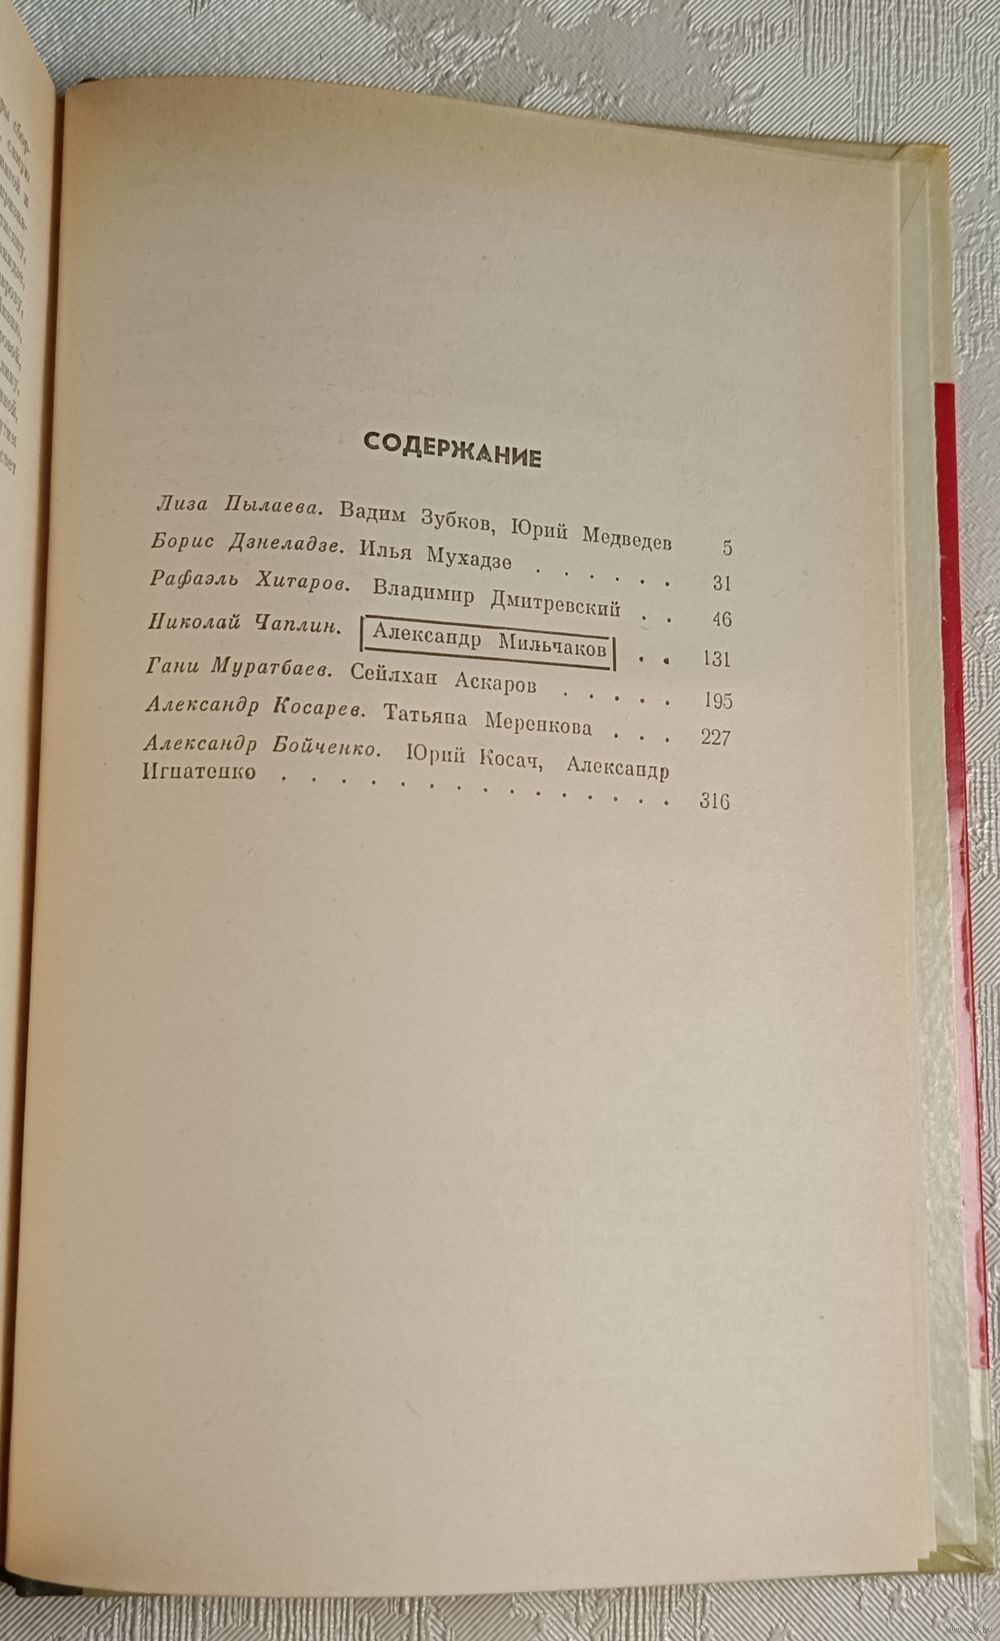 СОДЕРЖАНИЕ
Лиза Пылаева. Вадим Зубков, Юрий Медведев 5
Борис Дзнеладзе. Илья Мухадзе . . . . . . 31
Рафаэль Хитаров. Владимир Дмитревский . . 46
Николай Чаплин. Александр Мильчаков . . 131
Гани Муратбаев. Сейлхан Аскаров . . . . . 195
Александр Косарев. Татьяна Меренкова . . . 227
Александр Бойченко. Юрий Косач, Александр
Игнатенко . . . . . . . . . . . . . . 316